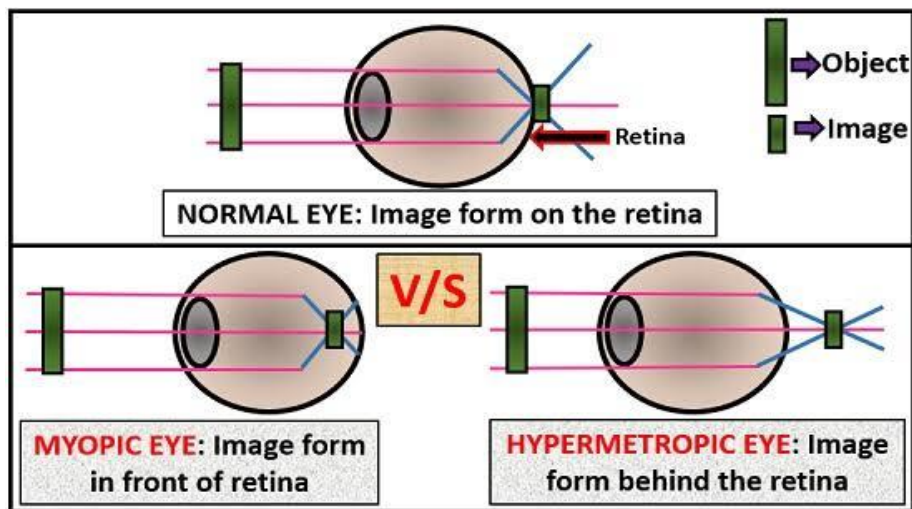 Object
Image
Retina
NORMAL EYE: Image form on the retina
V/S
MYOPIC EYE: Image form
in front of retina
HYPERMETROPIC EYE: Image
form behind the retina